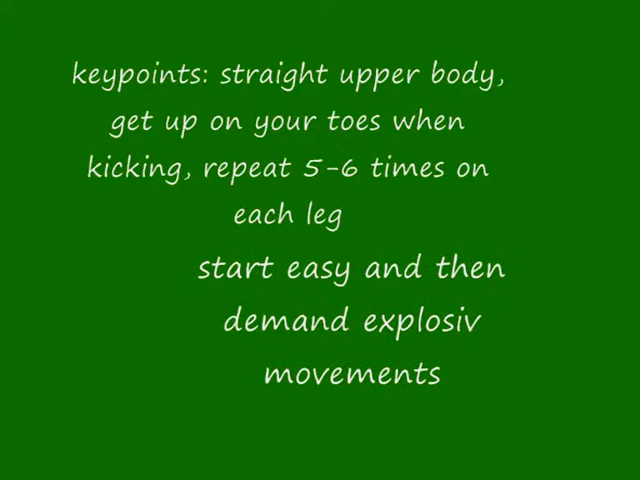 keypoints: straight upper body,
get up on your toes when
kicking, repeat 5-6 times on
each leg
start easy and then
demand explosiv
movements